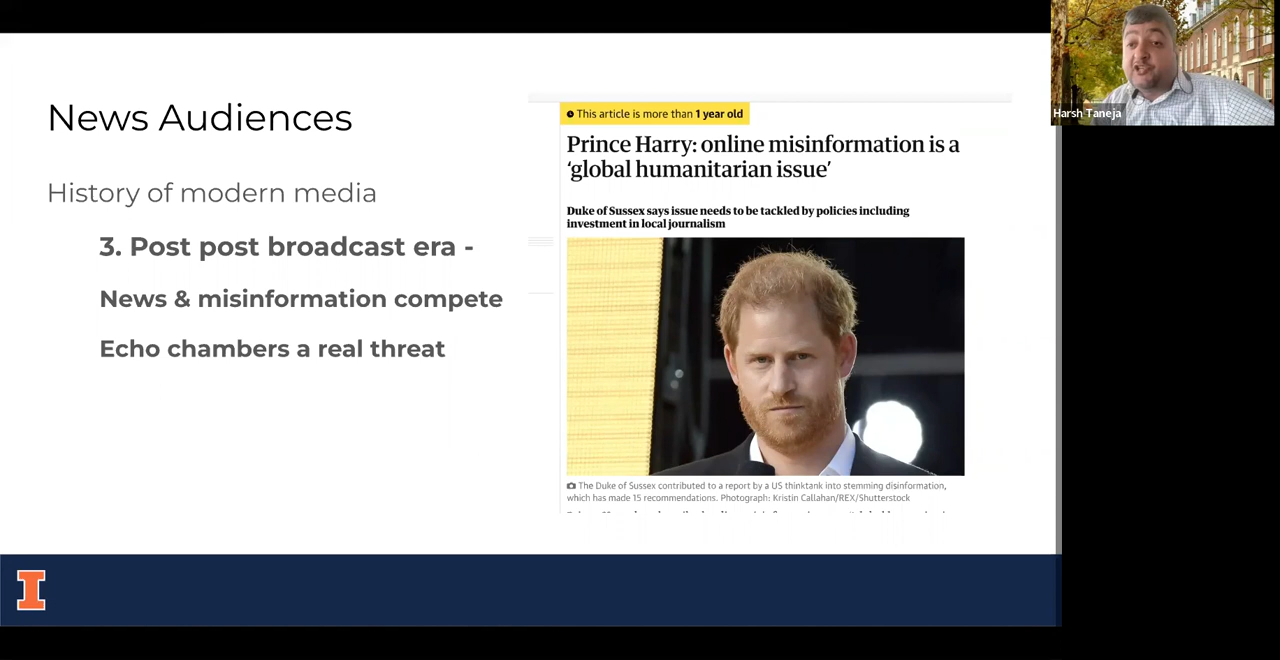 News Audiences
History of modern media
3. Post post broadcast era -
News & misinformation compete
Echo chambers a real threat
This article is more than 1 year old
Prince Harry: online misinformation is a
‘global humanitarian issue’
Duke of Sussex says issue needs to be tackled by policies including
investment in local journalism
The Duke of Sussex contributed to a report by a US thinktank into stemming disinformation,
which has made 15 recommendations. Photograph: Kristin Callahan/REX/Shutterstock
Harsh Taneja
I